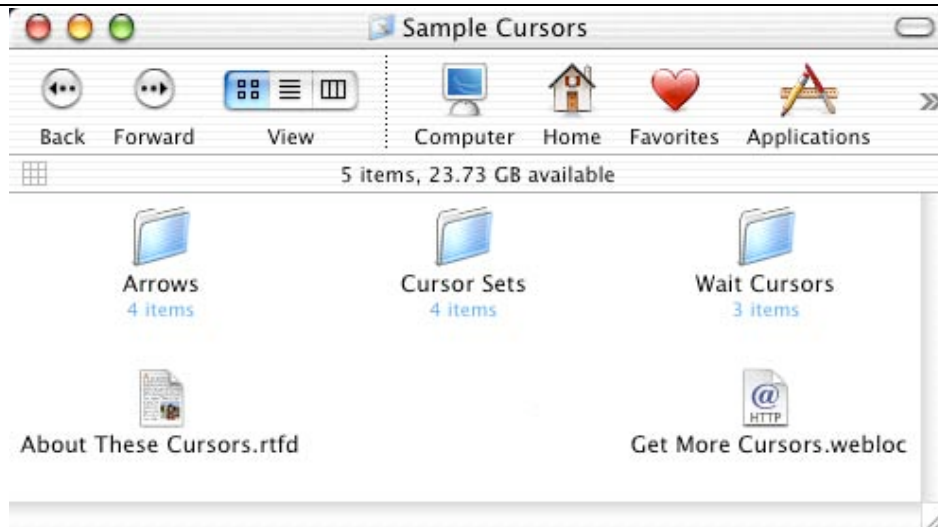 Sample Cursors
Back Forward View Computer Home Favorites Applications
5 items, 23.73 GB available
Arrows Cursor Sets Wait Cursors
4 items 4 items 3 items
@
HTTP
About These Cursors.rtfd Get More Cursors.webloc